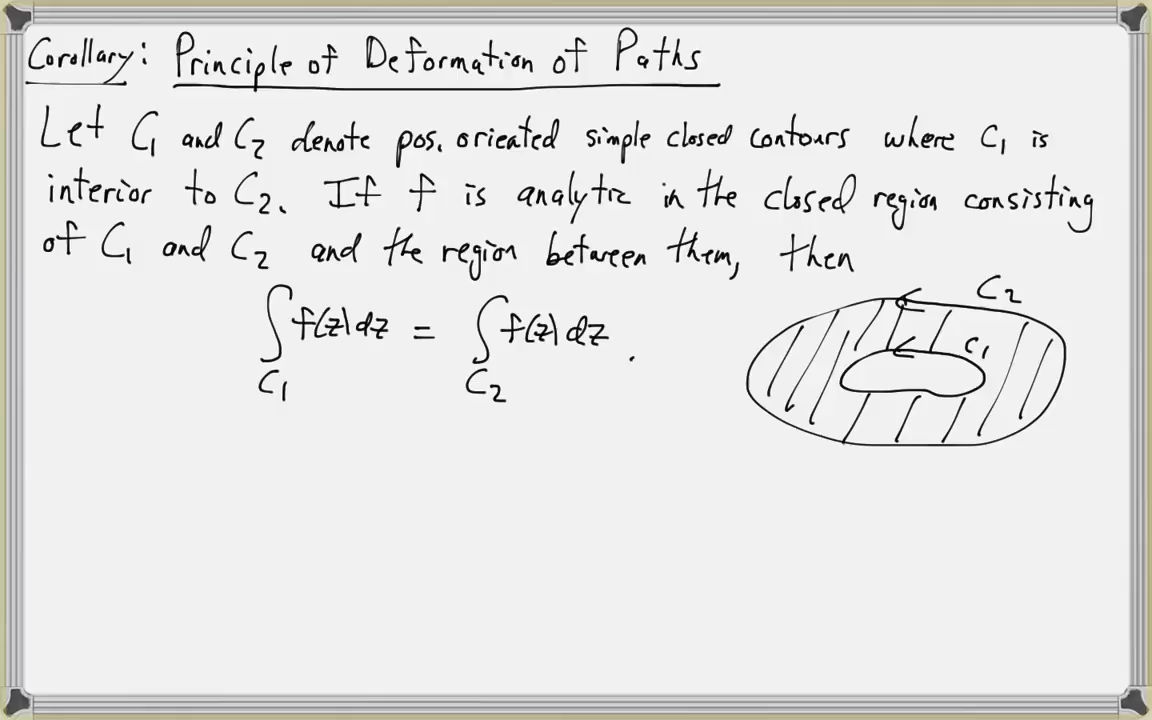 Corollary: Principle of Deformation of Paths
Let C₁ and C₂ denote pos. oriented simple closed contours where C₁ is
interior to C₂. If f is analytic in the closed region consisting
of C₁ and C₂ and the region between them, then
∫_C₁ f(z)dz = ∫_C₂ f(z)dz.
C₂
C₁